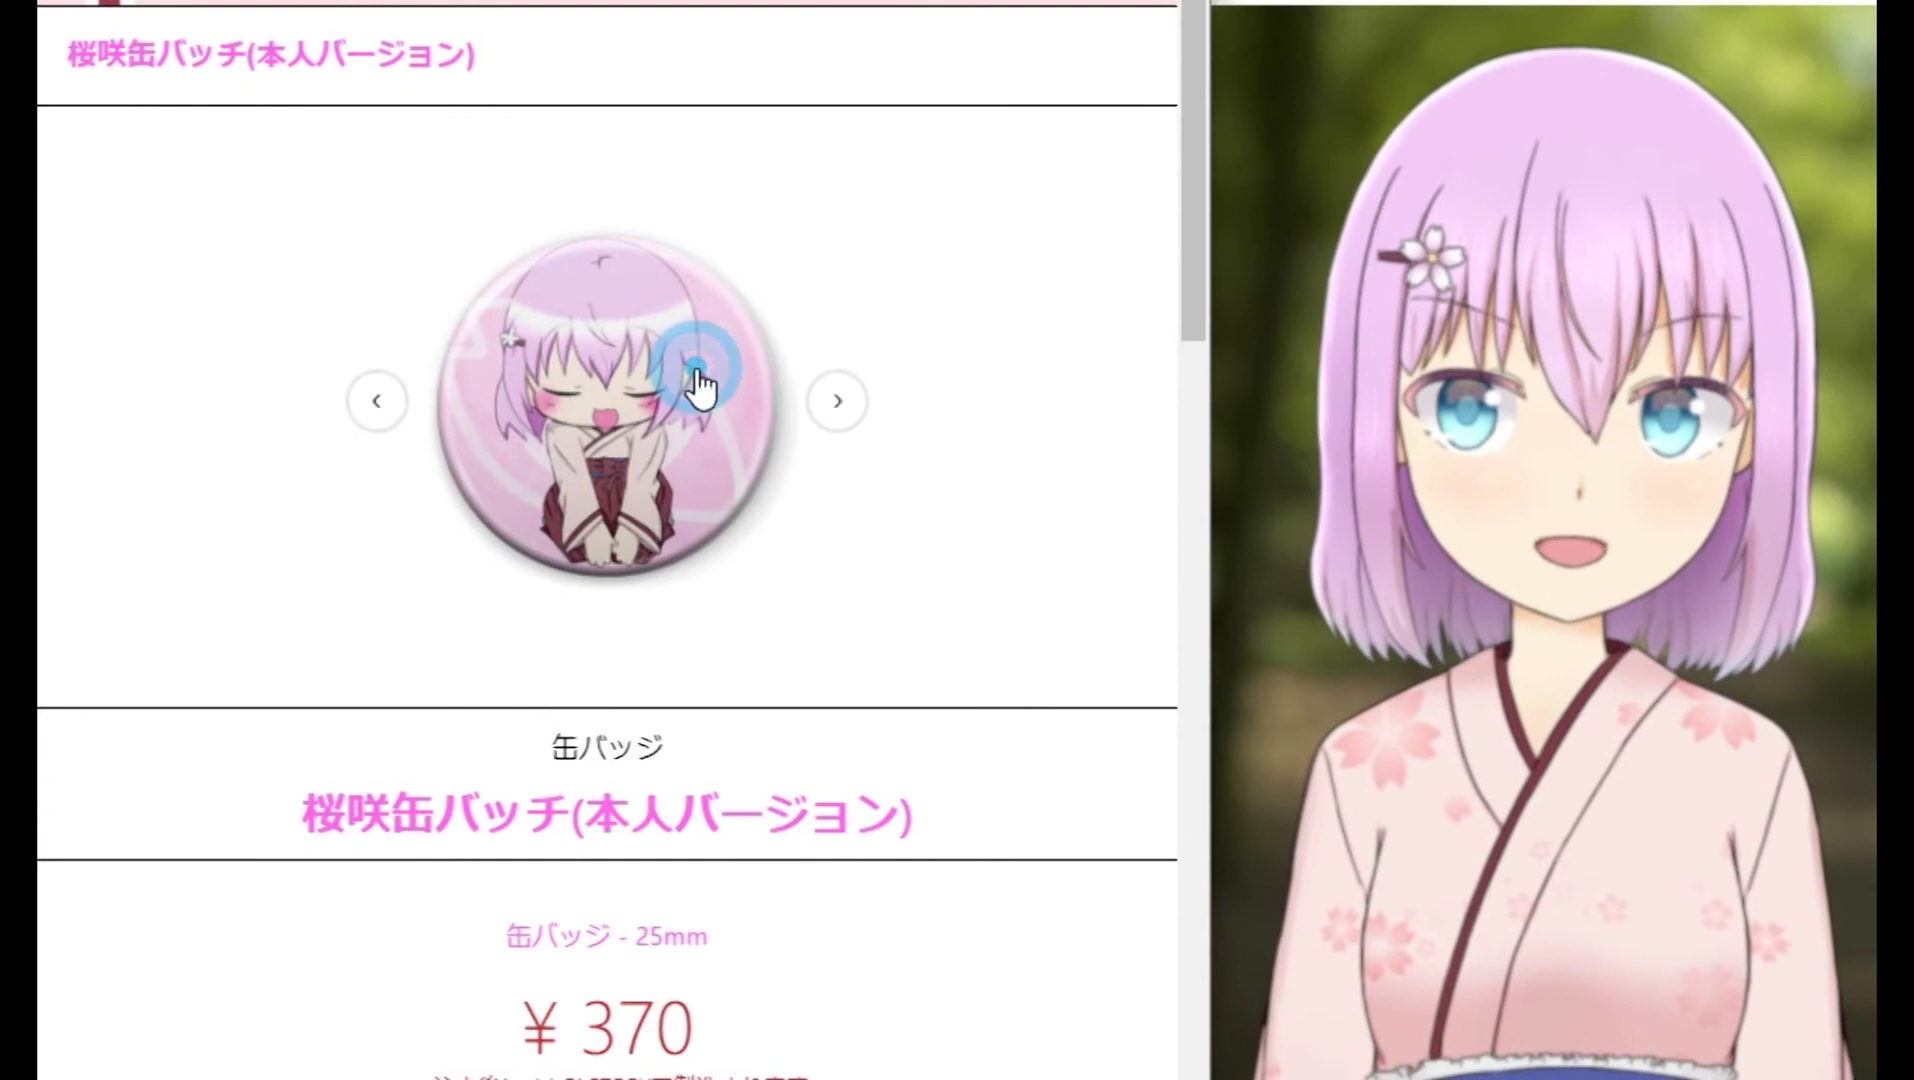 桜咲缶バッチ(本人バージョン)
缶バッジ
桜咲缶バッチ(本人バージョン)
缶バッジ - 25mm
¥ 370